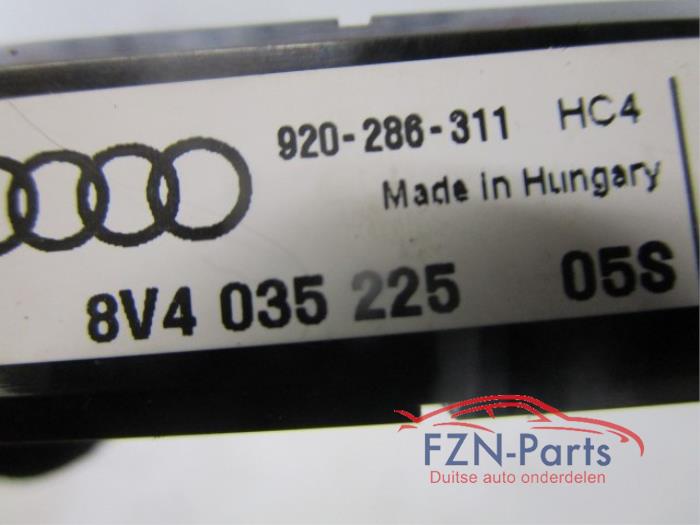 920-286-311 HC4
Made in Hungary
8V4 035 225 05S
FZN-Parts
Duitse auto onderdelen